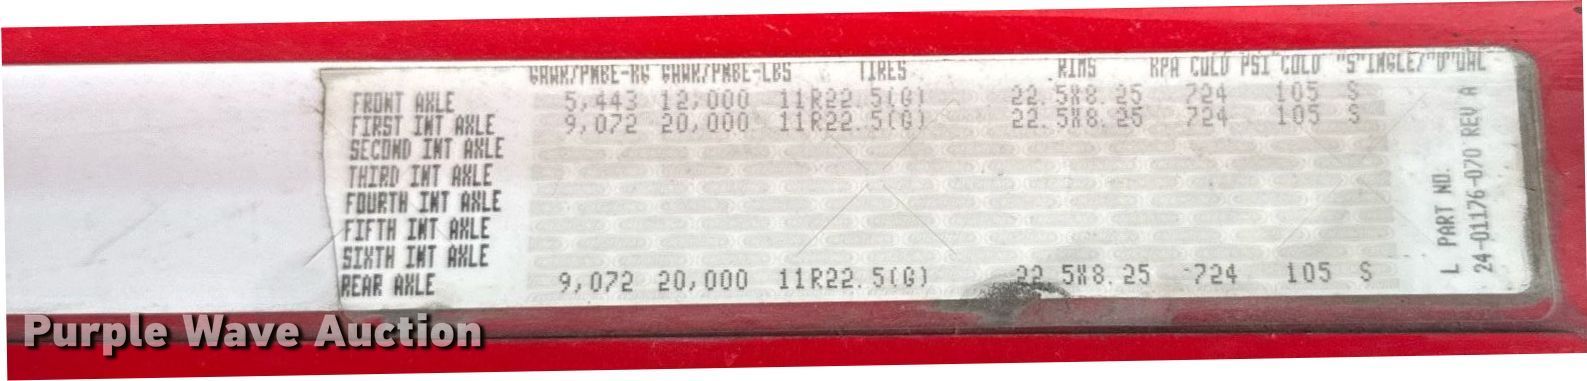 GAWR/PNBE-KG GAWR/PNBE-LBS TIRES RIMS KPA COLD PSI COLD "S"INGLE/"D"UAL
FRONT AXLE 5,443 12,000 11R22.5(G) 22.5X8.25 724 105 S
FIRST INT AXLE 9,072 20,000 11R22.5(G) 22.5X8.25 724 105 S
SECOND INT AXLE
THIRD INT AXLE
FOURTH INT AXLE
FIFTH INT AXLE
SIXTH INT AXLE
REAR AXLE 9,072 20,000 11R22.5(G) 22.5X8.25 724 105 S
L PART NO.
24-01176-070 REV A
Purple Wave Auction